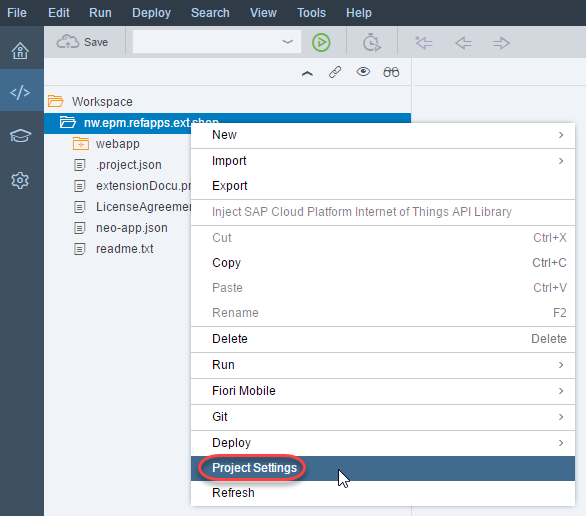 File Edit Run Deploy Search View Tools Help
Save
Workspace
nw.epm.refapps.ext.shop
New
webapp
.project.json
Import
extensionDocu.pr
Export
LicenseAgreemen
Inject SAP Cloud Platform Internet of Things API Library
neo-app.json
Cut Ctrl+X
readme.txt
Copy Ctrl+C
Paste Ctrl+V
Rename F2
Delete Delete
Run
Fiori Mobile
Git
Deploy
Project Settings
Refresh